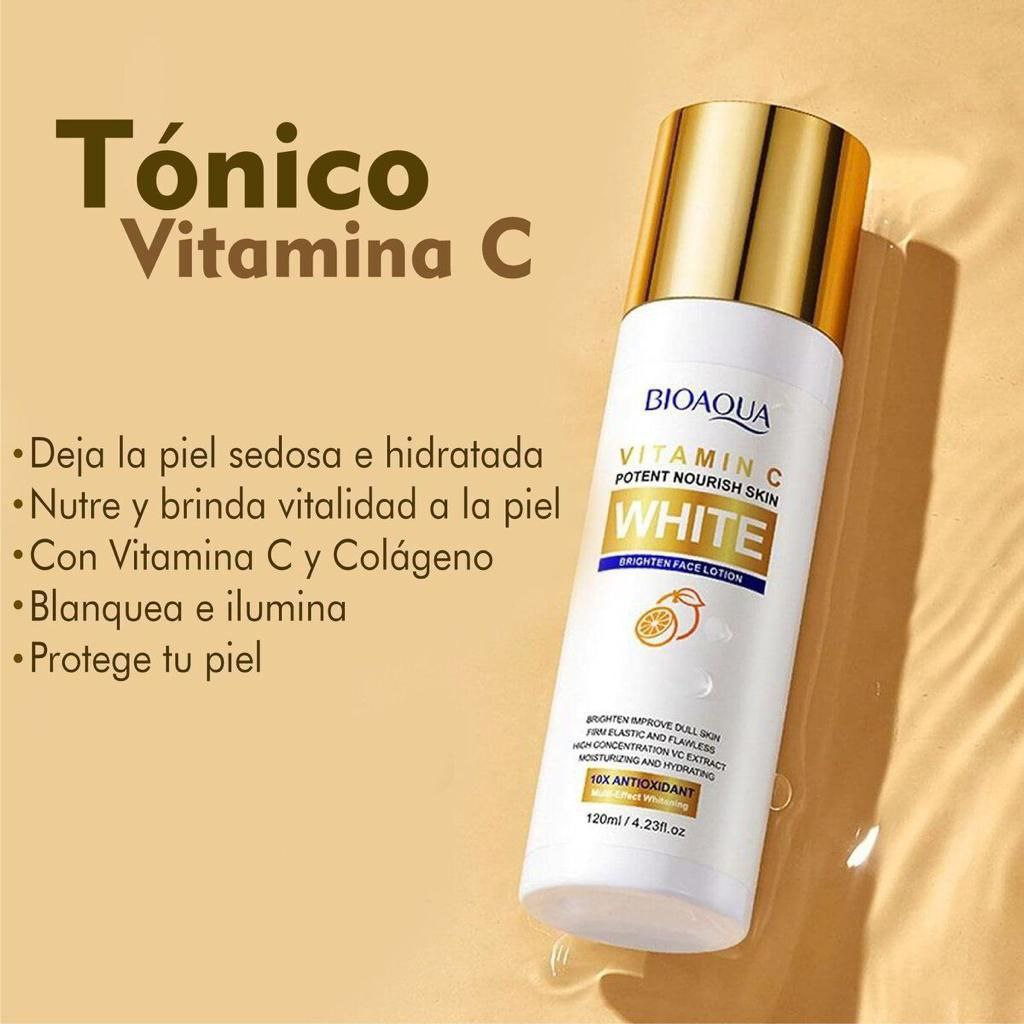 Tónico
Vitamina C
•Deja la piel sedosa e hidratada
•Nutre y brinda vitalidad a la piel
•Con Vitamina C y Colágeno
•Blanquea e ilumina
•Protege tu piel
BIOAQUA
VITAMIN C
POTENT NOURISH SKIN
WHITE
BRIGHTEN FACE LOTION
BRIGHTEN IMPROVE DULL SKIN
FIRM ELASTIC AND FLAWLESS
HIGH CONCENTRATION VC EXTRACT
MOISTURIZING AND HYDRATING
10X ANTIOXIDANT
Multi-Effect Whitening
120ml / 4.23fl.oz